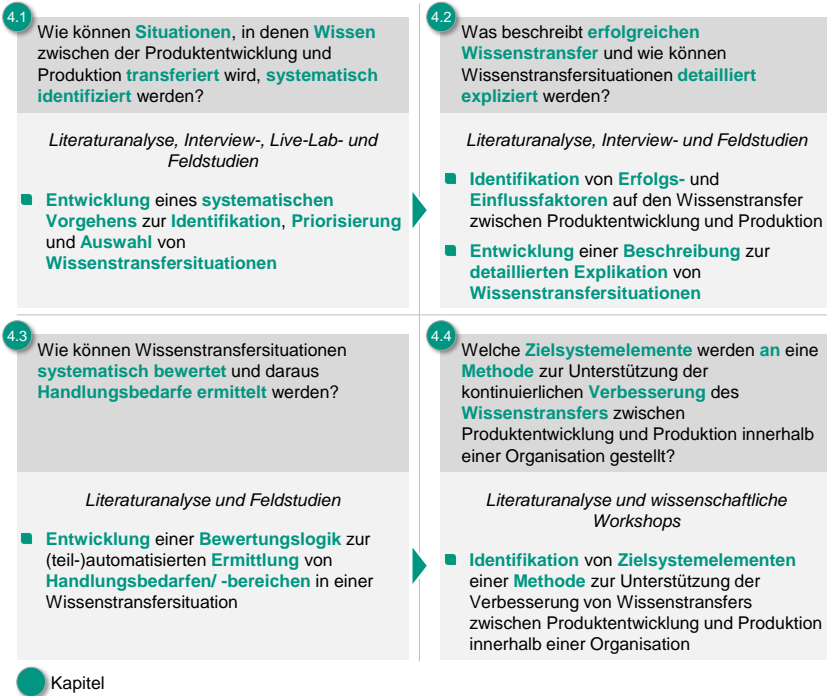 4.1
Wie können Situationen, in denen Wissen
zwischen der Produktentwicklung und
Produktion transferiert wird, systematisch
identifiziert werden?
Literaturanalyse, Interview-, Live-Lab- und
Feldstudien
Entwicklung eines systematischen
Vorgehens zur Identifikation, Priorisierung
und Auswahl von
Wissenstransfersituationen
4.2
Was beschreibt erfolgreichen
Wissenstransfer und wie können
Wissenstransfersituationen detailliert
expliziert werden?
Literaturanalyse, Interview- und Feldstudien
Identifikation von Erfolgs- und
Einflussfaktoren auf den Wissenstransfer
zwischen Produktentwicklung und Produktion
Entwicklung einer Beschreibung zur
detaillierten Explikation von
Wissenstransfersituationen
4.3
Wie können Wissenstransfersituationen
systematisch bewertet und daraus
Handlungsbedarfe ermittelt werden?
Literaturanalyse und Feldstudien
Entwicklung einer Bewertungslogik zur
(teil-)automatisierten Ermittlung von
Handlungsbedarfen/ -bereichen in einer
Wissenstransfersituation
4.4
Welche Zielsystemelemente werden an eine
Methode zur Unterstützung der
kontinuierlichen Verbesserung des
Wissenstransfers zwischen
Produktentwicklung und Produktion innerhalb
einer Organisation gestellt?
Literaturanalyse und wissenschaftliche
Workshops
Identifikation von Zielsystemelementen
einer Methode zur Unterstützung der
Verbesserung von Wissenstransfers
zwischen Produktentwicklung und Produktion
innerhalb einer Organisation
Kapitel